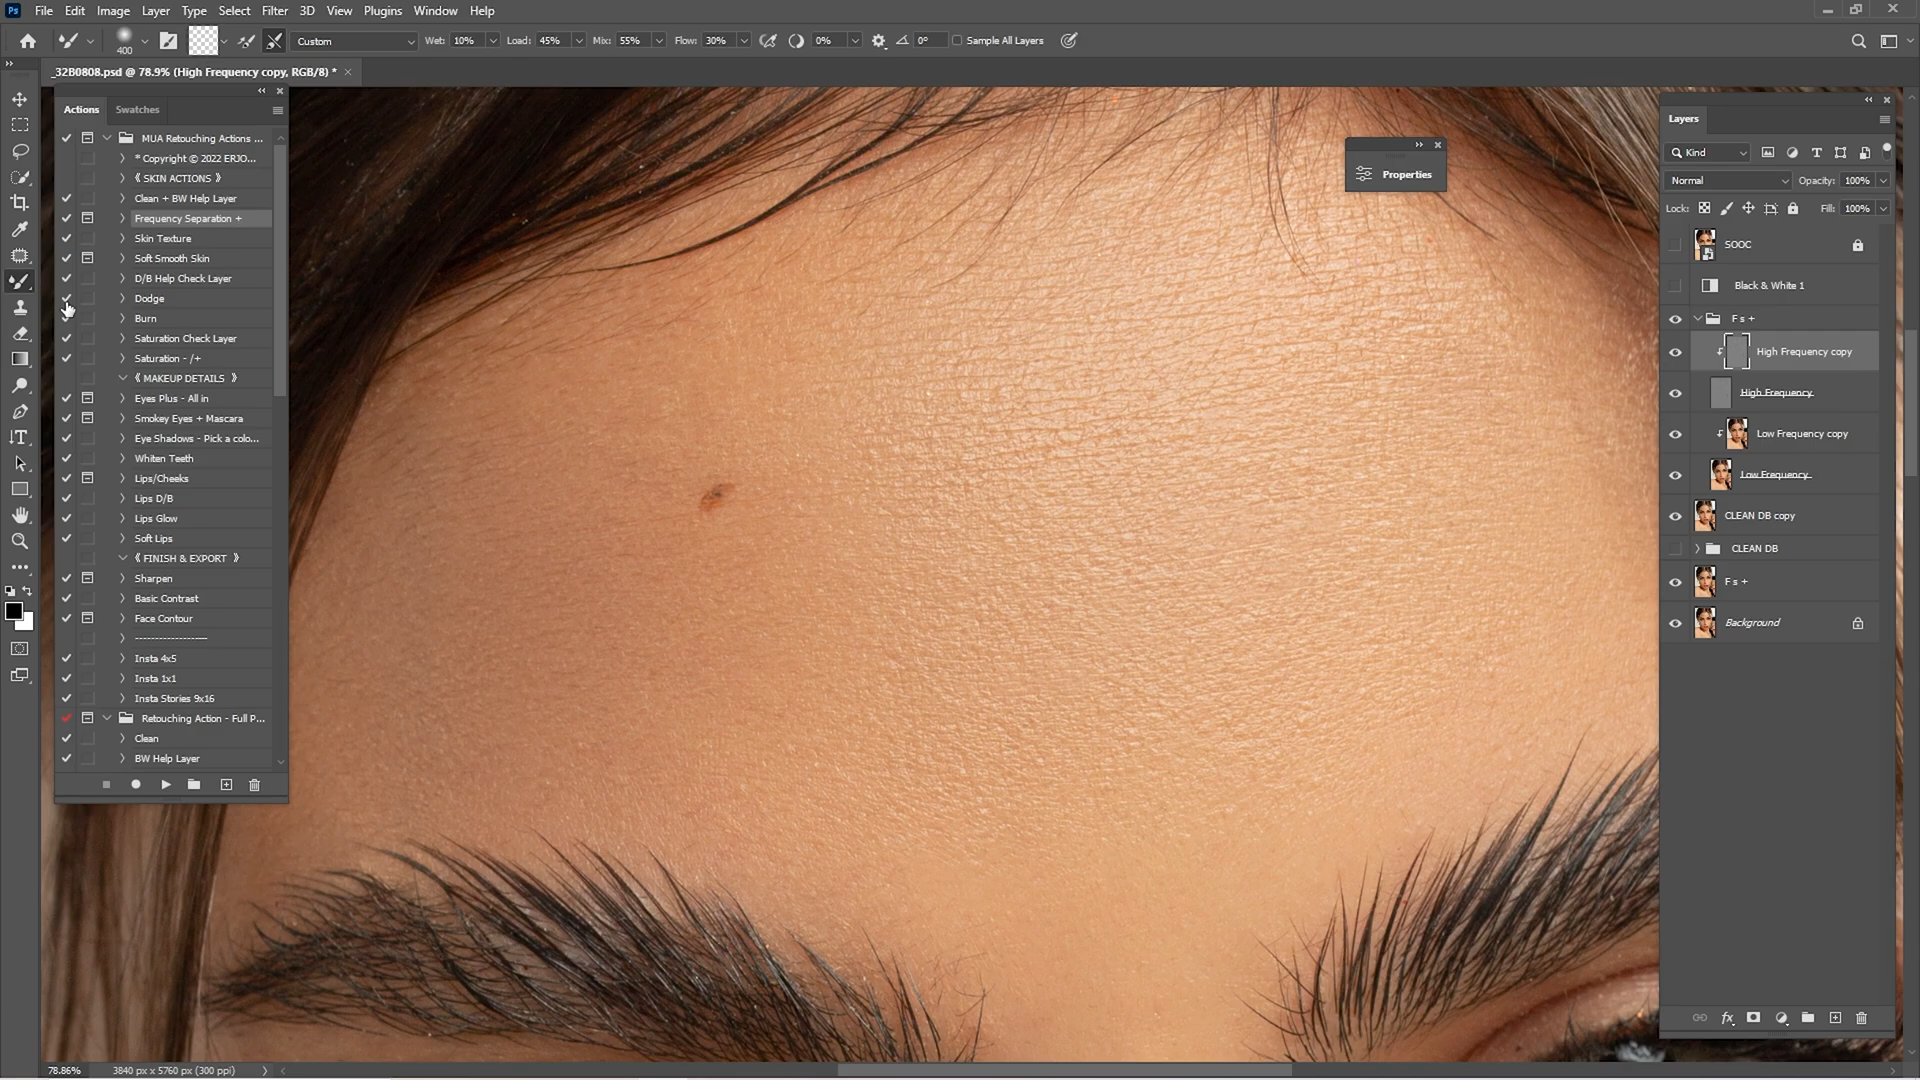 Ps File Edit Image Layer Type Select Filter 3D View Plugins Window Help
400 Custom Wet: 10% Load: 45% Mix: 55% Flow: 30% 0% 0° Sample All Layers
_32B0808.psd @ 78.9% (High Frequency copy, RGB/8) *
Actions Swatches
MUA Retouching Actions ...
* Copyright © 2022 ERJO...
《 SKIN ACTIONS 》
Clean + BW Help Layer
Frequency Separation +
Skin Texture
Soft Smooth Skin
D/B Help Check Layer
Dodge
Burn
Saturation Check Layer
Saturation - /+
《 MAKEUP DETAILS 》
Eyes Plus - All in
Smokey Eyes + Mascara
Eye Shadows - Pick a colo...
Whiten Teeth
Lips/Cheeks
Lips D/B
Lips Glow
Soft Lips
《 FINISH & EXPORT 》
Sharpen
Basic Contrast
Face Contour
-------------------
Insta 4x5
Insta 1x1
Insta Stories 9x16
Retouching Action - Full P...
Clean
BW Help Layer
Properties
Layers
Kind
Normal Opacity: 100%
Lock: Fill: 100%
SOOC
Black & White 1
F s +
High Frequency copy
High Frequency
Low Frequency copy
Low Frequency
CLEAN DB copy
CLEAN DB
F s +
Background
fx
78.86% 3840 px x 5760 px (300 ppi)